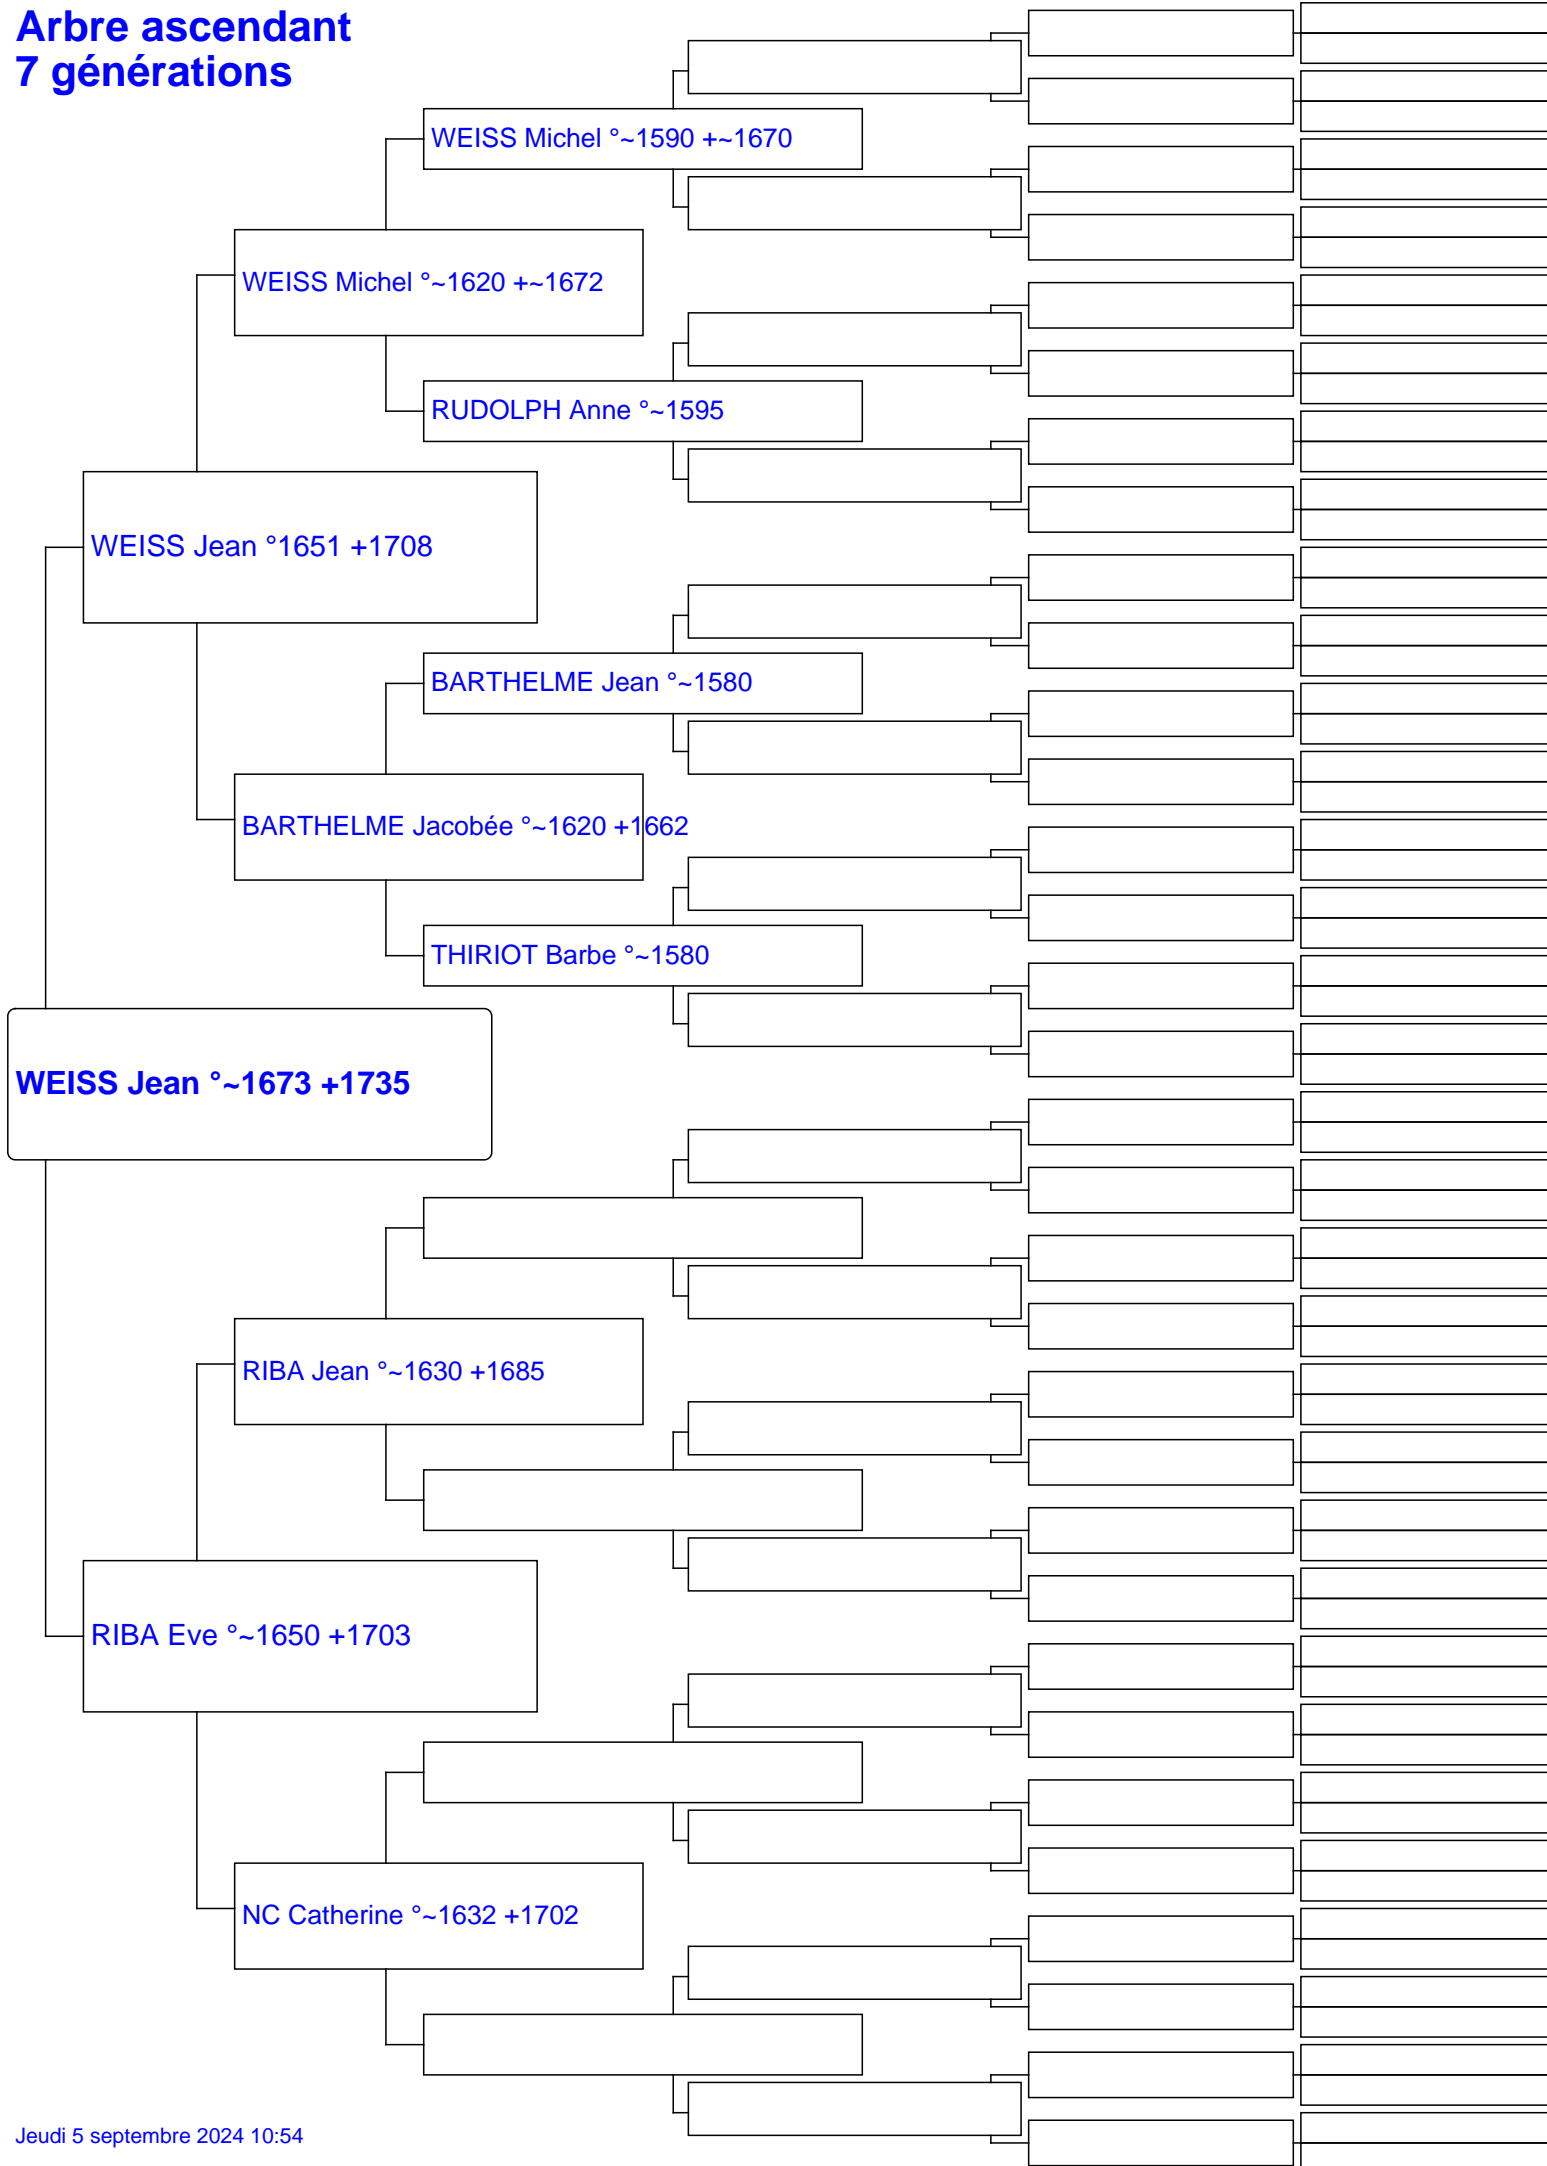 Arbre ascendant
7 générations
WEISS Michel °~1590 +~1670
WEISS Michel °~1620 +~1672
RUDOLPH Anne °~1595
WEISS Jean °1651 +1708
BARTHELME Jean °~1580
BARTHELME Jacobée °~1620 +1662
THIRIOT Barbe °~1580
WEISS Jean °~1673 +1735
RIBA Jean °~1630 +1685
RIBA Eve °~1650 +1703
NC Catherine °~1632 +1702
Jeudi 5 septembre 2024 10:54